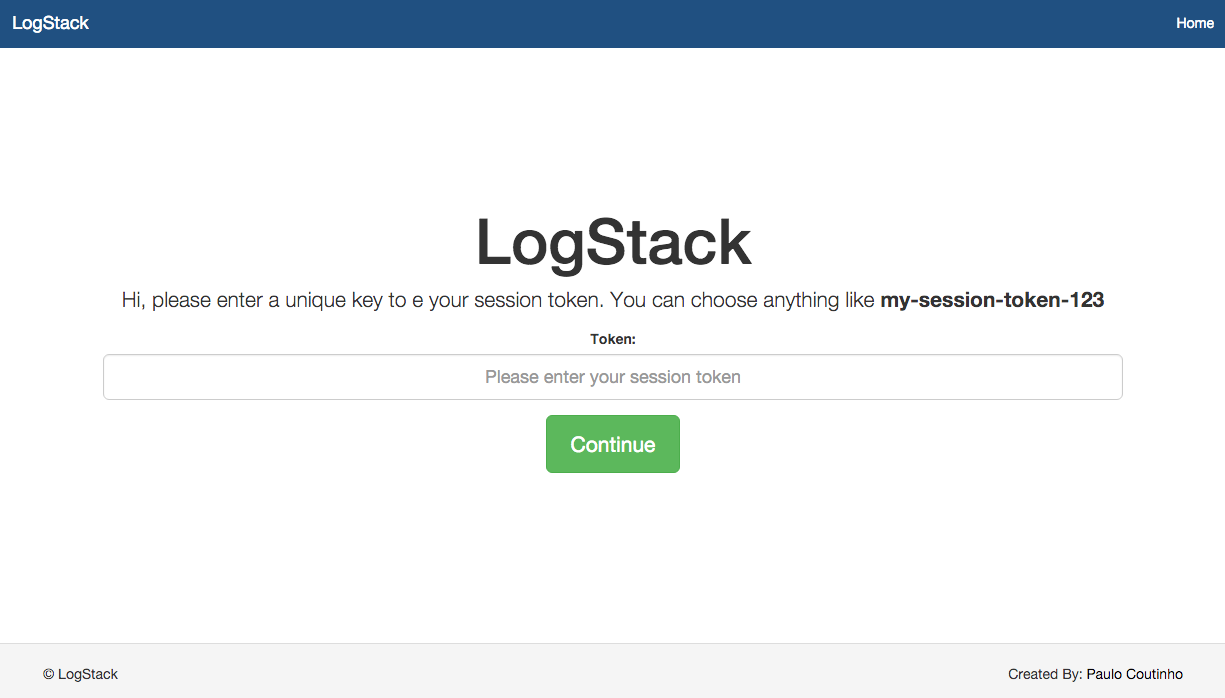 LogStack
Home
LogStack
Hi, please enter a unique key to e your session token. You can choose anything like my-session-token-123
Token:
Please enter your session token
Continue
© LogStack
Created By: Paulo Coutinho